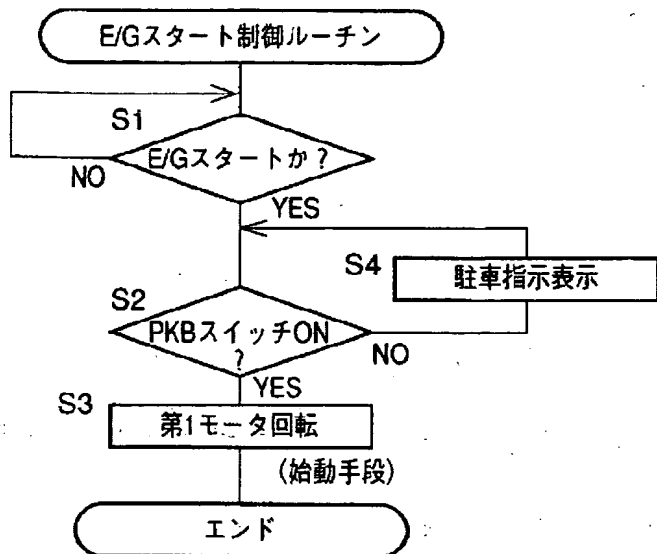 E/Gスタート制御ルーチン
S1
E/Gスタートか?
NO
YES
S4
駐車指示表示
S2
PKBスイッチON
?
NO
YES
S3
第1モータ回転
(始動手段)
エンド